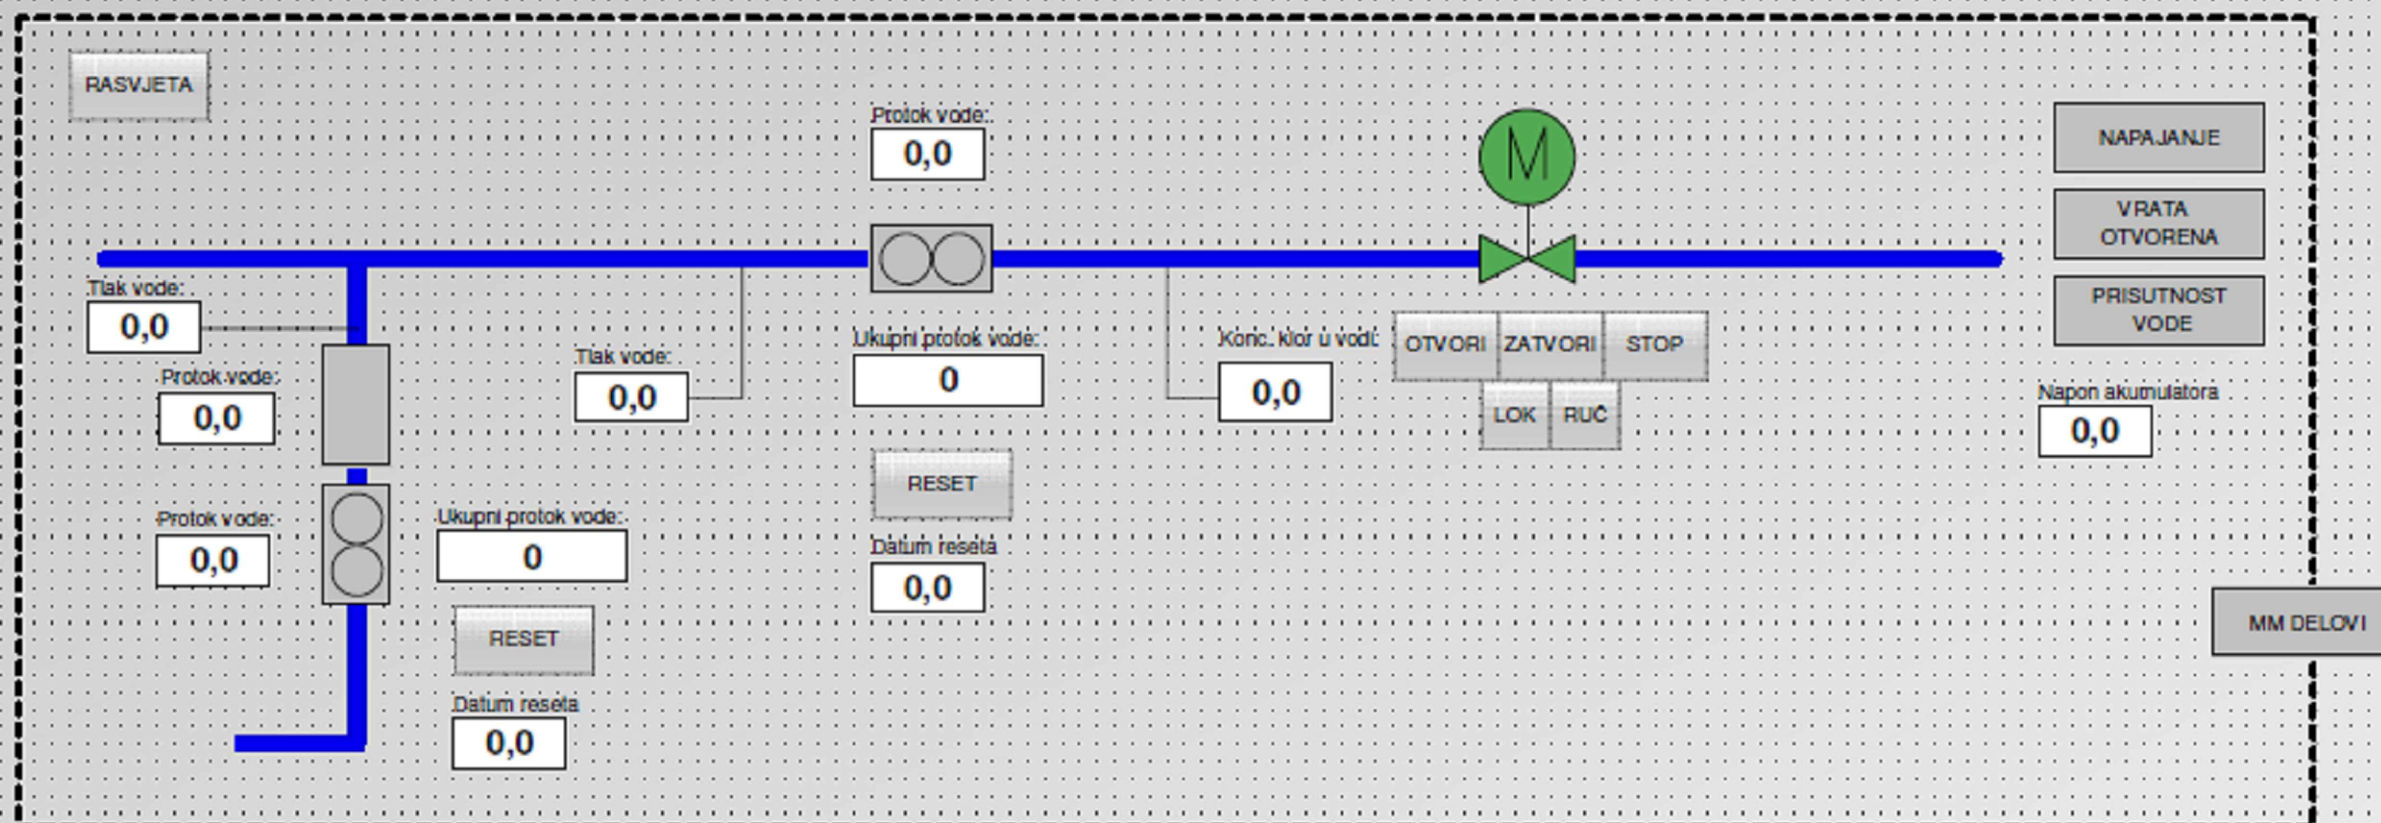 RASVJETA
Protok vode:
0,0
M
NAPAJANJE
VRATA
OTVORENA
PRISUTNOST
VODE
Tlak vode:
0,0
Protok vode:
0,0
Tlak vode:
0,0
Ukupni protok vode:
0
Konc. klor u vodi:
0,0
OTVORI
ZATVORI
STOP
LOK
RUČ
Napon akumulatora
0,0
RESET
Datum reseta
0,0
Protok vode:
0,0
Ukupni protok vode:
0
RESET
Datum reseta
0,0
MM DELOVI